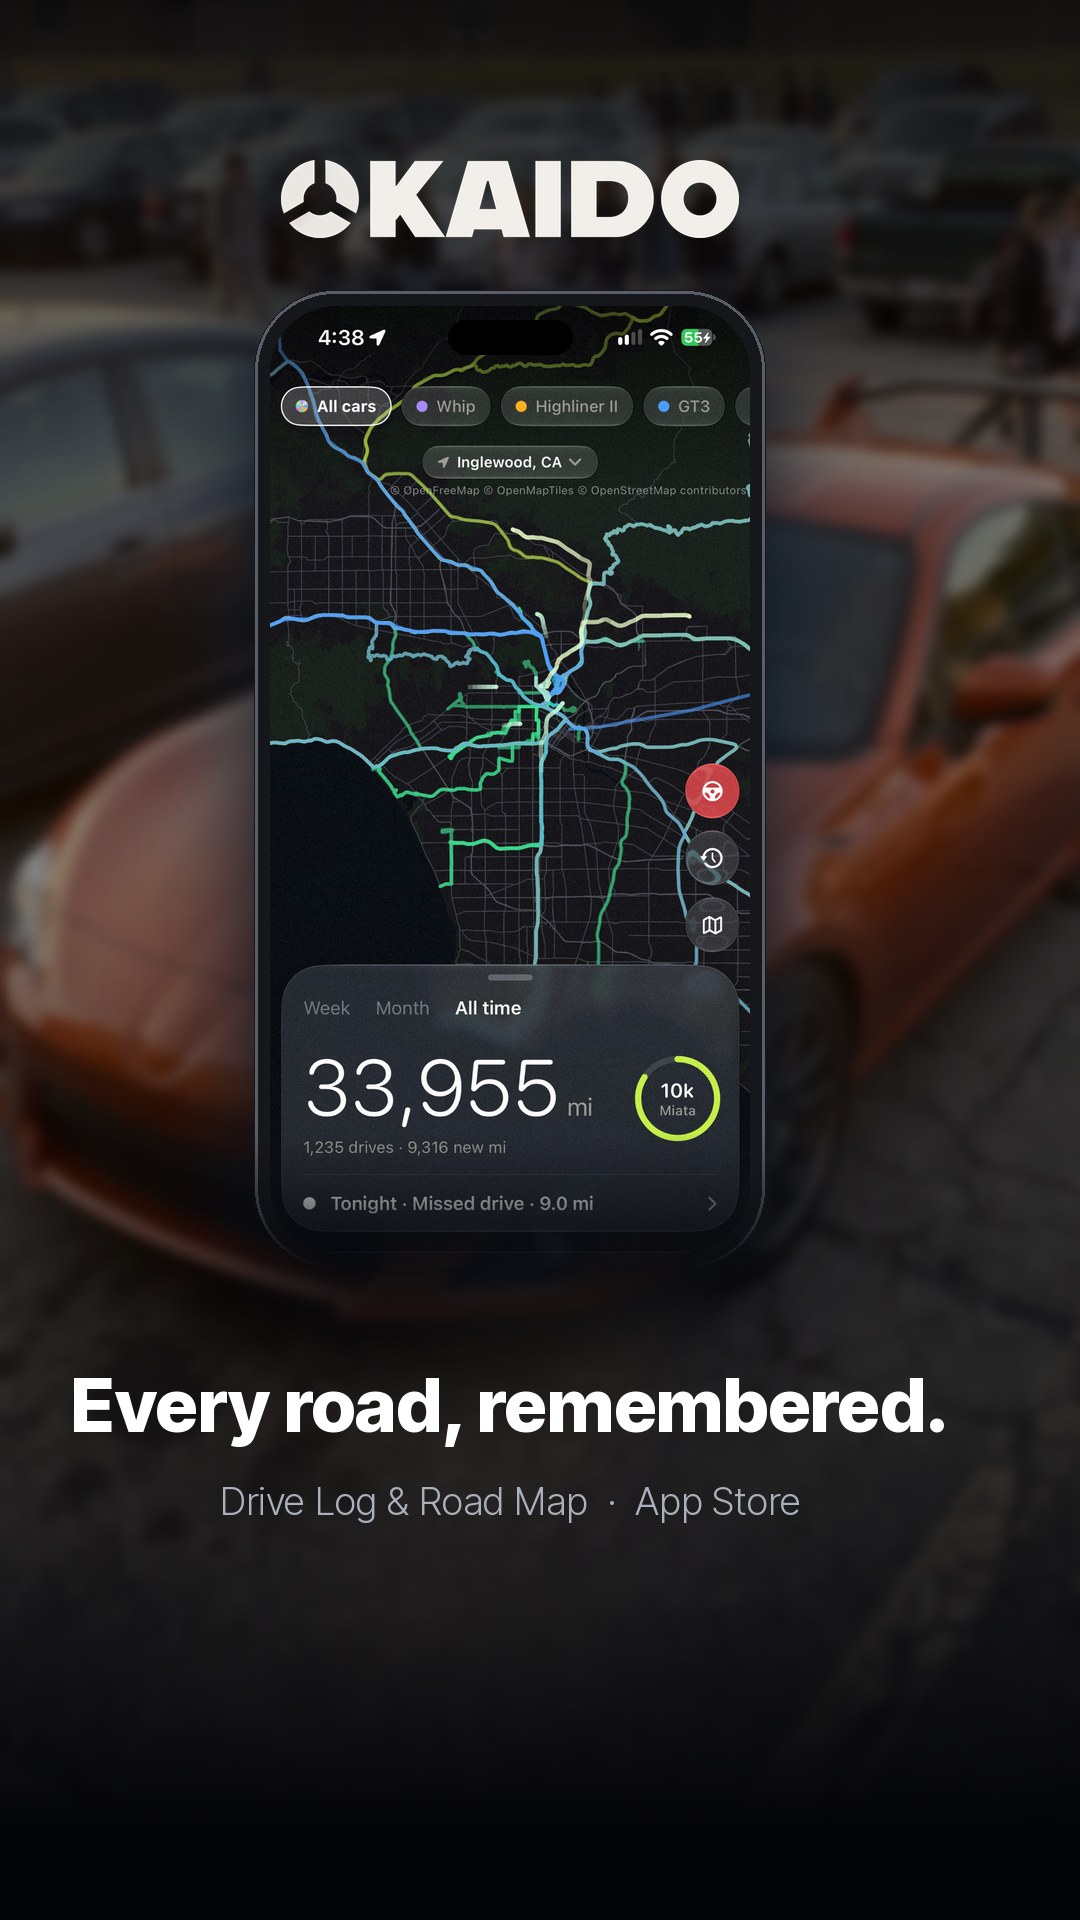 KAIDO
4:38
55
All cars
Whip
Highliner II
GT3
Inglewood, CA
© OpenFreeMap © OpenMapTiles © OpenStreetMap contributors
Week Month All time
33,955 mi
10k
Miata
1,235 drives · 9,316 new mi
Tonight · Missed drive · 9.0 mi
Every road, remembered.
Drive Log & Road Map · App Store